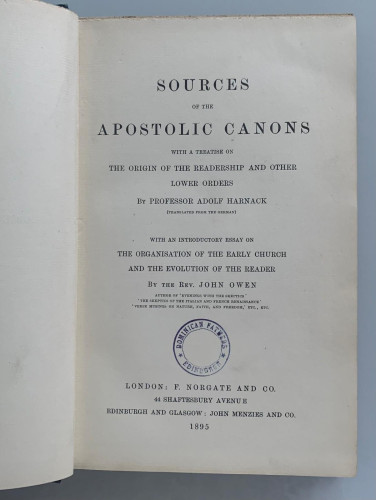 SOURCES
OF THE
APOSTOLIC CANONS
WITH A TREATISE ON
THE ORIGIN OF THE READERSHIP AND OTHER
LOWER ORDERS
BY PROFESSOR ADOLF HARNACK
[TRANSLATED FROM THE GERMAN]
WITH AN INTRODUCTORY ESSAY ON
THE ORGANISATION OF THE EARLY CHURCH
AND THE EVOLUTION OF THE READER
BY THE REV. JOHN OWEN
AUTHOR OF "EVENINGS WITH THE SKEPTICS"
"THE SKEPTICS OF THE ITALIAN AND FRENCH RENAISSANCE"
"VERSE MUSINGS ON NATURE, FAITH, AND FREEDOM," ETC., ETC.
DOMINICAN FATHERS
EDINBURGH
LONDON: F. NORGATE AND CO.
44 SHAFTESBURY AVENUE
EDINBURGH AND GLASGOW: JOHN MENZIES AND CO.
1895